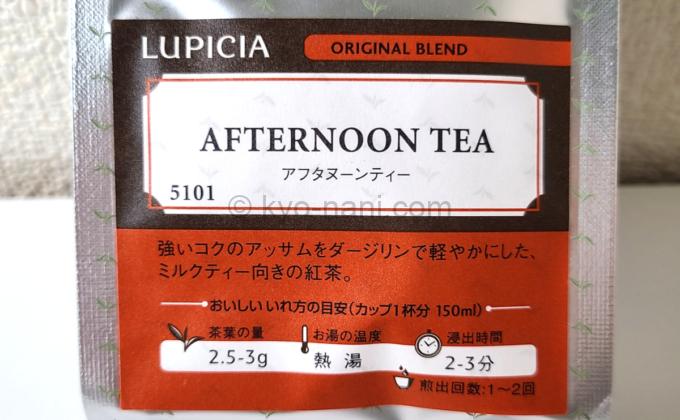 LUPICIA
ORIGINAL BLEND
AFTERNOON TEA
アフタヌーンティー
5101
© kyo-nani.com
強いコクのアッサムをダージリンで軽やかにした、
ミルクティー向きの紅茶。
おいしいいれ方の目安(カップ1杯分 150ml)
茶葉の量 お湯の温度 浸出時間
2.5-3g 熱湯 2-3分
煎出回数:1〜2回